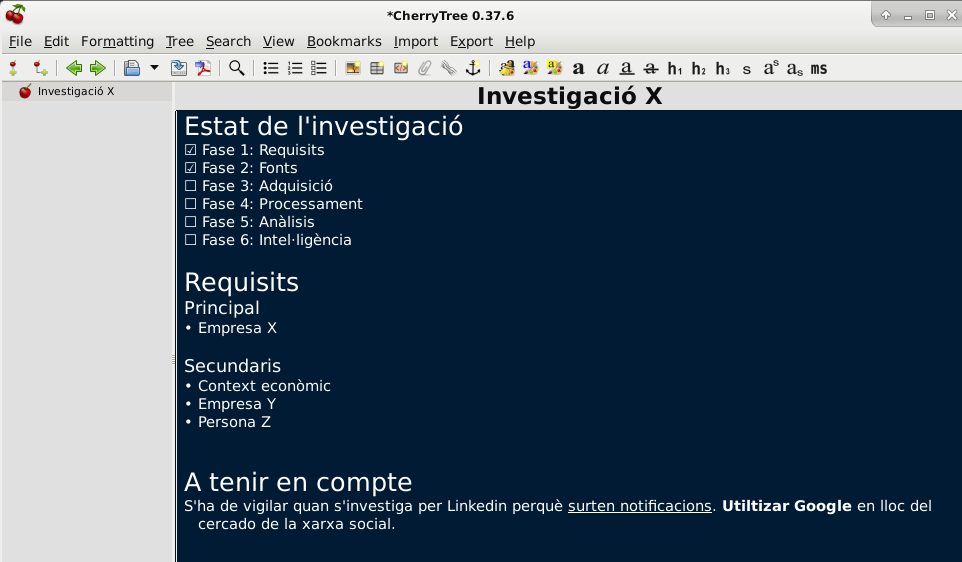 *CherryTree 0.37.6
File Edit Formatting Tree Search View Bookmarks Import Export Help
h1 h2 h3 s as as ms
Investigació X
Investigació X
Estat de l'investigació
☑ Fase 1: Requisits
☑ Fase 2: Fonts
☐ Fase 3: Adquisició
☐ Fase 4: Processament
☐ Fase 5: Anàlisis
☐ Fase 6: Intel·ligència
Requisits
Principal
• Empresa X
Secundaris
• Context econòmic
• Empresa Y
• Persona Z
A tenir en compte
S'ha de vigilar quan s'investiga per Linkedin perquè surten notificacions. Utiltizar Google en lloc del
cercado de la xarxa social.